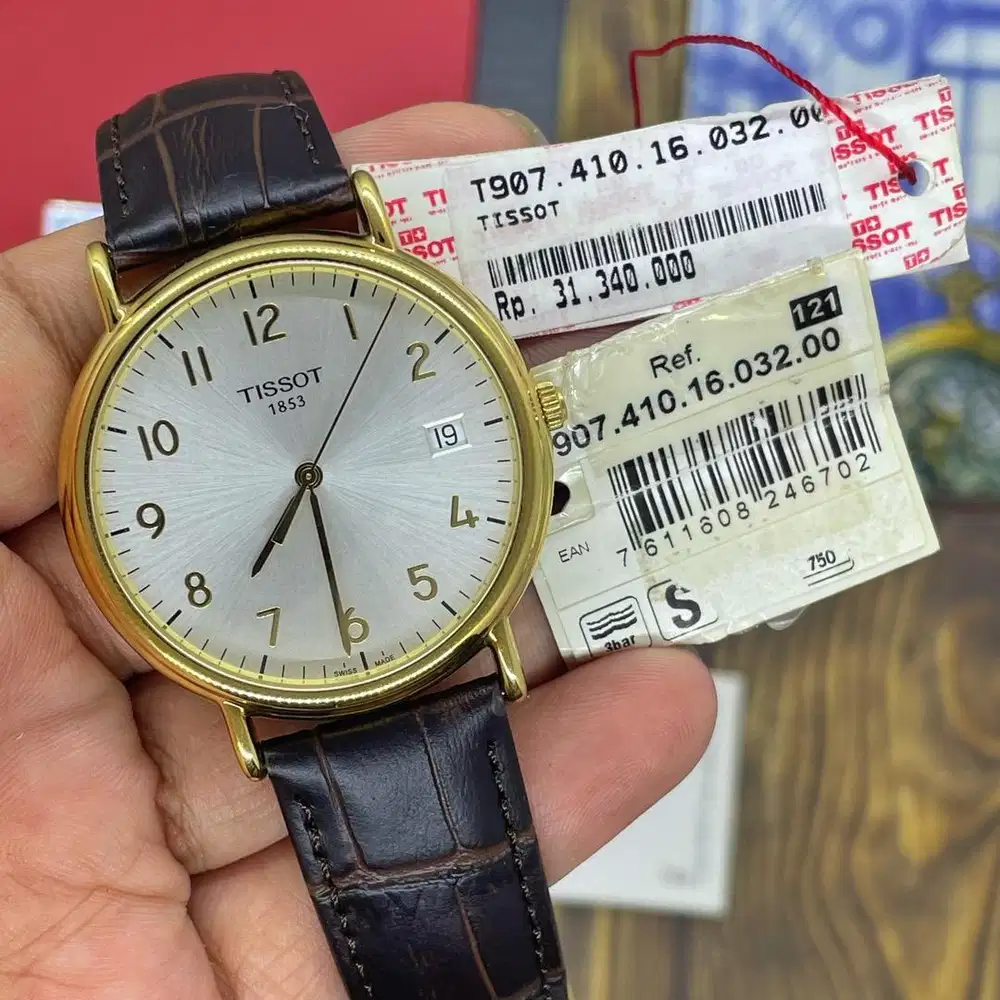 T907.410.16.032.00
TISSOT
Rp. 31.340.000
121
Ref.
907.410.16.032.00
7 611608 246702
EAN
750
3bar
S
TISSOT
1853
12
1
2
19
4
5
6
7
8
9
10
11
SWISS MADE